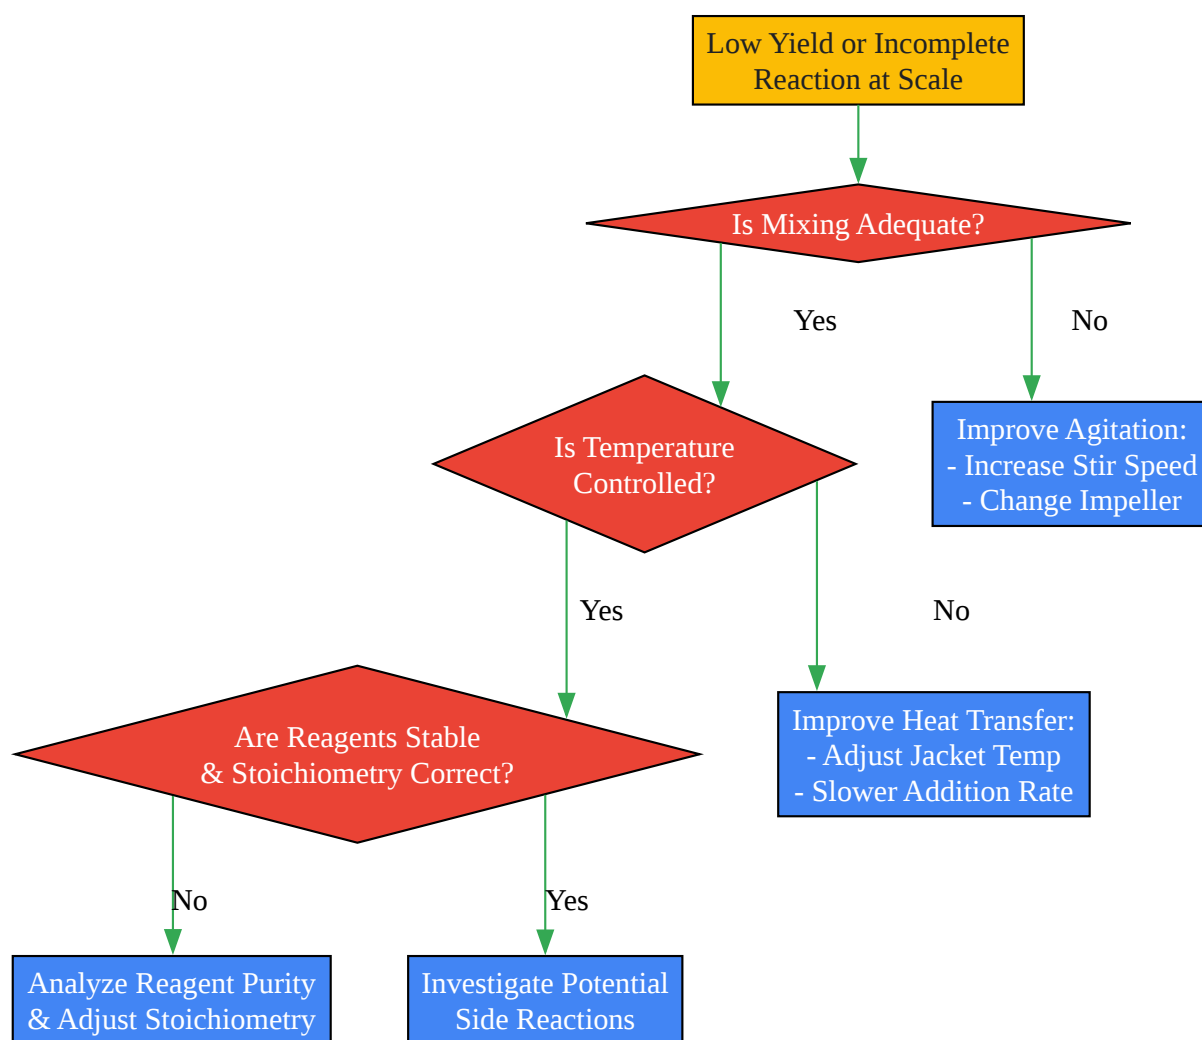 Low Yield or Incomplete
Reaction at Scale
Is Mixing Adequate?
Yes
No
Is Temperature
Controlled?
Improve Agitation:
- Increase Stir Speed
- Change Impeller
Yes
No
Are Reagents Stable
& Stoichiometry Correct?
Improve Heat Transfer:
- Adjust Jacket Temp
- Slower Addition Rate
No
Yes
Analyze Reagent Purity
& Adjust Stoichiometry
Investigate Potential
Side Reactions